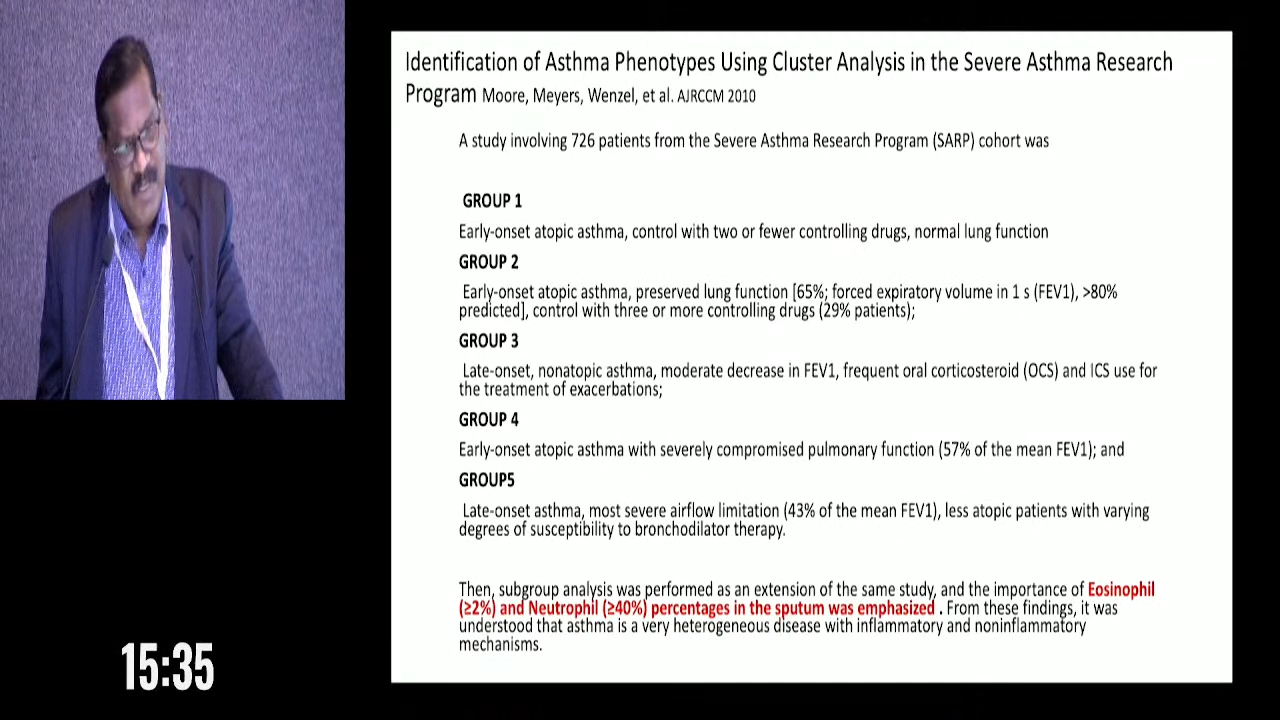 Identification of Asthma Phenotypes Using Cluster Analysis in the Severe Asthma Research
Program Moore, Meyers, Wenzel, et al. AJRCCM 2010
A study involving 726 patients from the Severe Asthma Research Program (SARP) cohort was
GROUP 1
Early-onset atopic asthma, control with two or fewer controlling drugs, normal lung function
GROUP 2
Early-onset atopic asthma, preserved lung function [65%; forced expiratory volume in 1 s (FEV1), >80%
predicted], control with three or more controlling drugs (29% patients);
GROUP 3
Late-onset, nonatopic asthma, moderate decrease in FEV1, frequent oral corticosteroid (OCS) and ICS use for
the treatment of exacerbations;
GROUP 4
Early-onset atopic asthma with severely compromised pulmonary function (57% of the mean FEV1); and
GROUP5
Late-onset asthma, most severe airflow limitation (43% of the mean FEV1), less atopic patients with varying
degrees of susceptibility to bronchodilator therapy.
Then, subgroup analysis was performed as an extension of the same study, and the importance of Eosinophil
(≥2%) and Neutrophil (≥40%) percentages in the sputum was emphasized . From these findings, it was
understood that asthma is a very heterogeneous disease with inflammatory and noninflammatory
mechanisms.
15:35